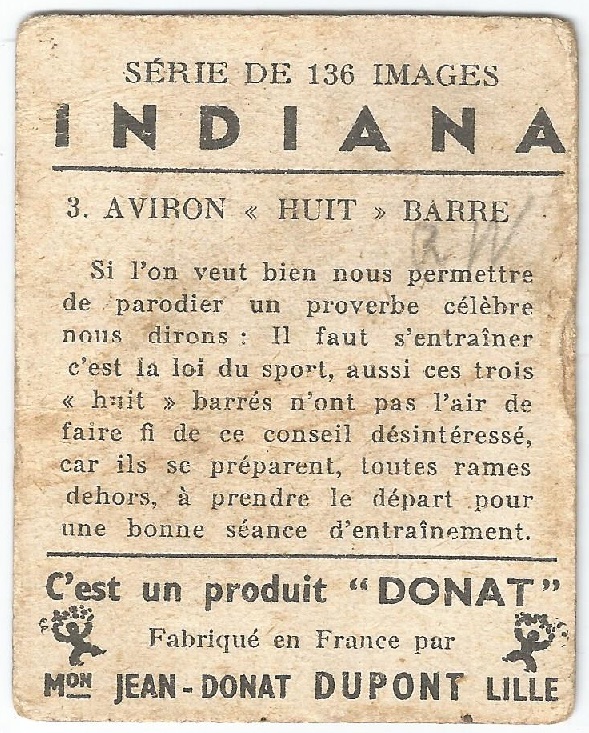 SÉRIE DE 136 IMAGES
INDIANA
3. AVIRON « HUIT » BARRE
Si l'on veut bien nous permettre
de parodier un proverbe célèbre
nous dirons : Il faut s'entraîner
c'est la loi du sport, aussi ces trois
« huit » barrés n'ont pas l'air de
faire fi de ce conseil désintéressé,
car ils se préparent, toutes rames
dehors, à prendre le départ pour
une bonne séance d'entraînement.
C'est un produit "DONAT"
Fabriqué en France par
MON JEAN-DONAT DUPONT LILLE